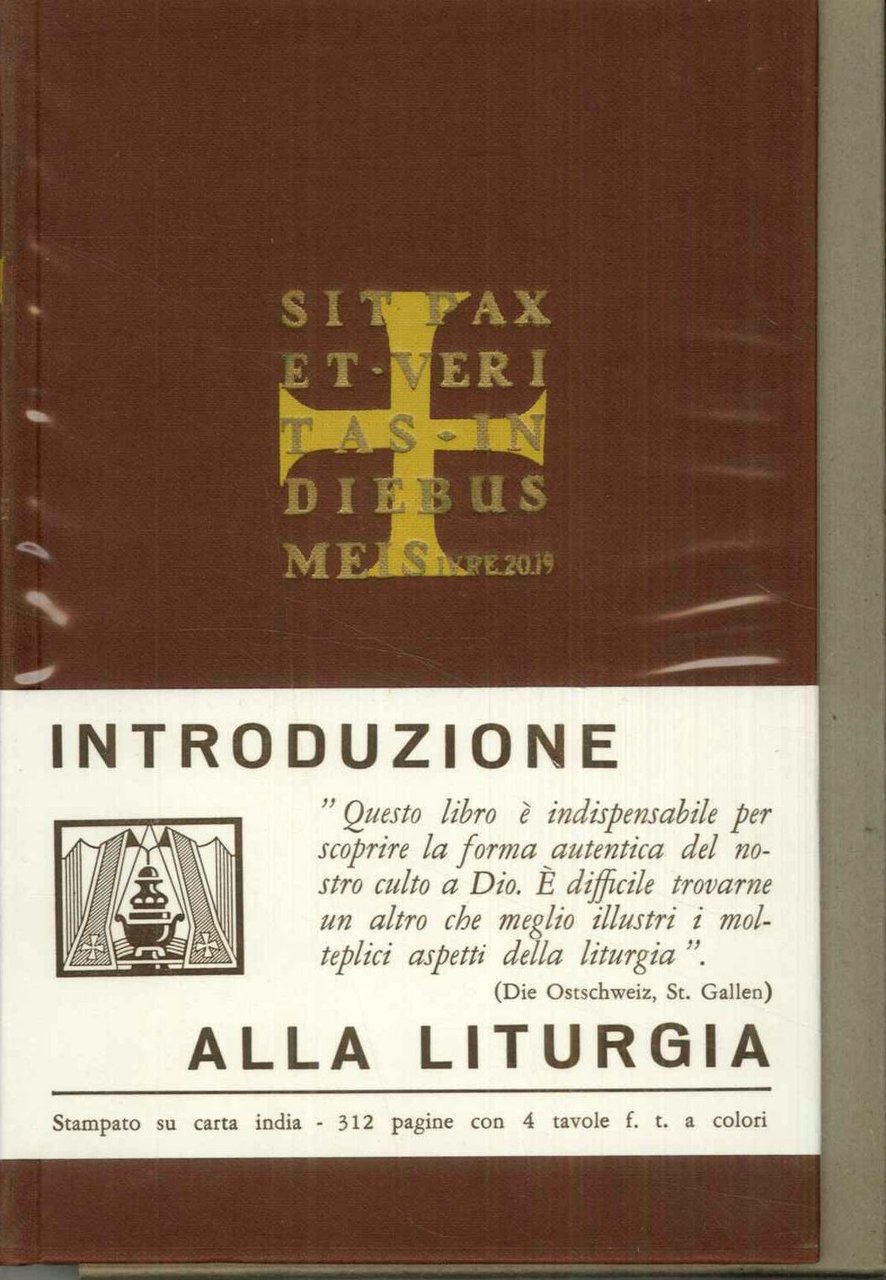 SIT PAX
ET·VERI
TAS·IN
DIEBUS
MEIS IV.RE.20.19
INTRODUZIONE
" Questo libro è indispensabile per
scoprire la forma autentica del no-
stro culto a Dio. È difficile trovarne
un altro che meglio illustri i mol-
teplici aspetti della liturgia ".
(Die Ostschweiz, St. Gallen)
ALLA LITURGIA
Stampato su carta india - 312 pagine con 4 tavole f. t. a colori